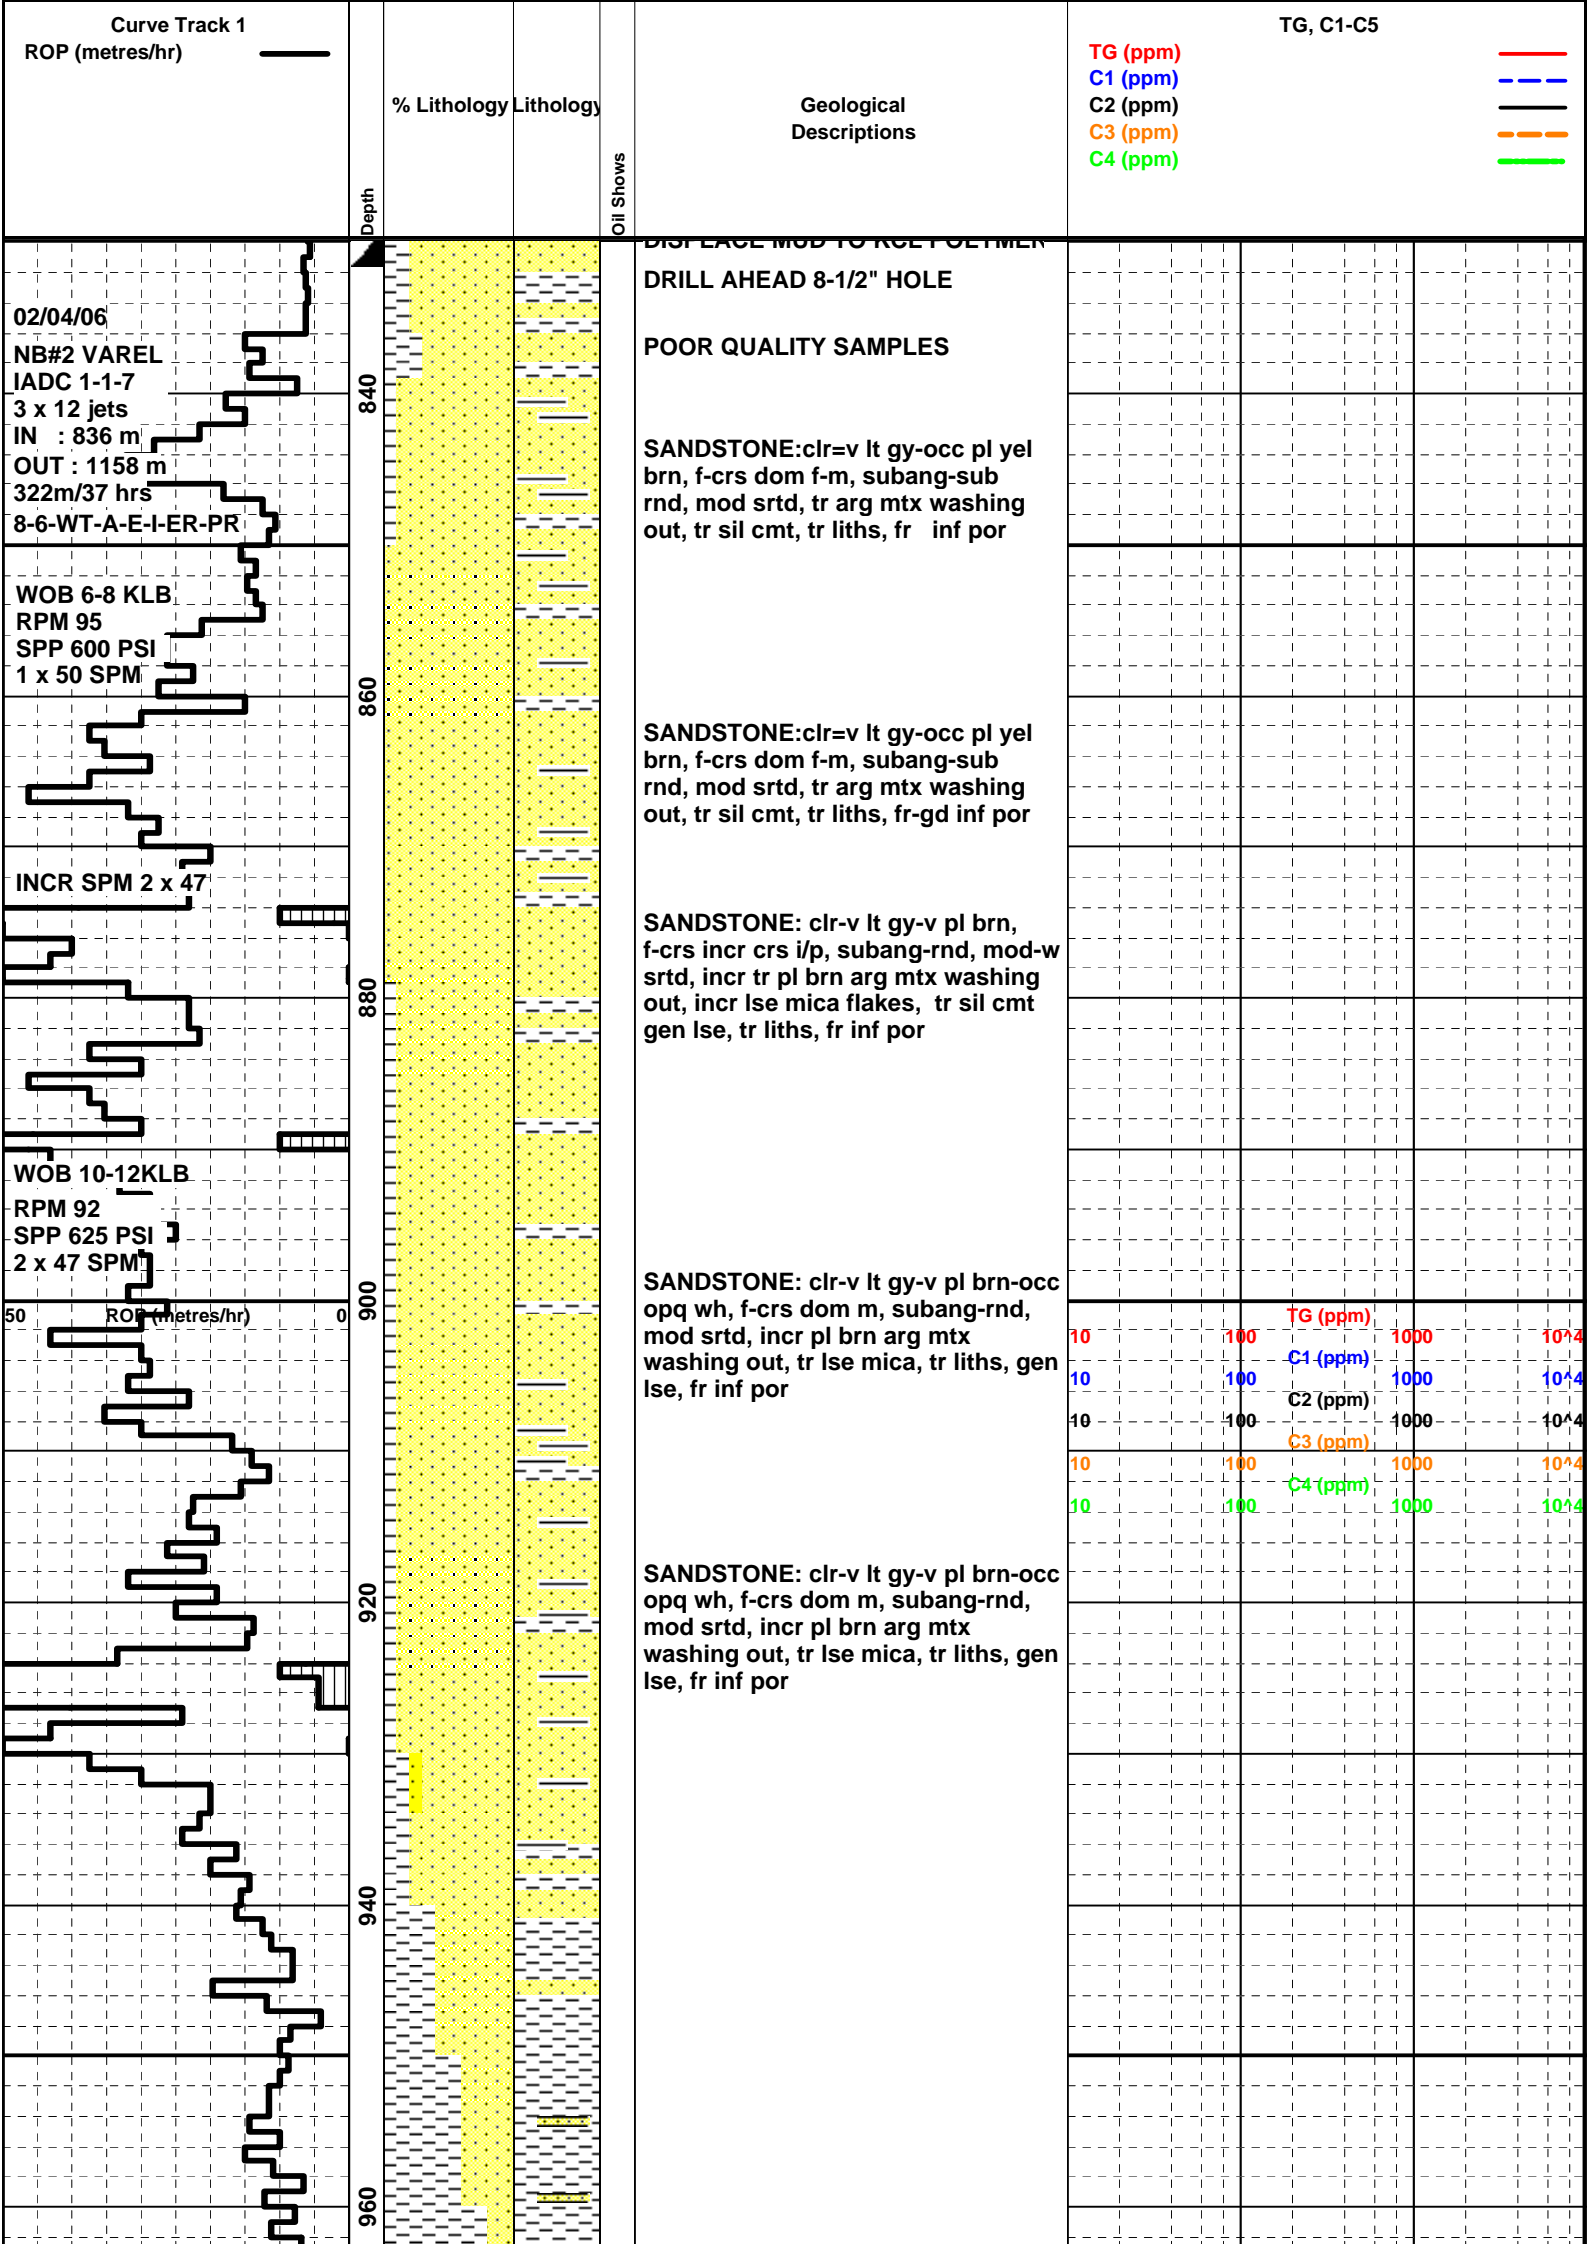 Curve Track 1
ROP (metres/hr)
Depth
% Lithology
Lithology
Oil Shows
Geological
Descriptions
TG, C1-C5
TG (ppm)
C1 (ppm)
C2 (ppm)
C3 (ppm)
C4 (ppm)
02/04/06
NB#2 VAREL
IADC 1-1-7
3 x 12 jets
IN : 836 m
OUT : 1158 m
322m/37 hrs
8-6-WT-A-E-I-ER-PR
WOB 6-8 KLB
RPM 95
SPP 600 PSI
1 x 50 SPM
INCR SPM 2 x 47
WOB 10-12KLB
RPM 92
SPP 625 PSI
2 x 47 SPM
50 ROP (metres/hr) 0
840
860
880
900
920
940
960
DISPLACE MUD TO KCL POLYMER
DRILL AHEAD 8-1/2" HOLE
POOR QUALITY SAMPLES
SANDSTONE:clr=v lt gy-occ pl yel
brn, f-crs dom f-m, subang-sub
rnd, mod srtd, tr arg mtx washing
out, tr sil cmt, tr liths, fr inf por
SANDSTONE:clr=v lt gy-occ pl yel
brn, f-crs dom f-m, subang-sub
rnd, mod srtd, tr arg mtx washing
out, tr sil cmt, tr liths, fr-gd inf por
SANDSTONE: clr-v lt gy-v pl brn,
f-crs incr crs i/p, subang-rnd, mod-w
srtd, incr tr pl brn arg mtx washing
out, incr lse mica flakes, tr sil cmt
gen lse, tr liths, fr inf por
SANDSTONE: clr-v lt gy-v pl brn-occ
opq wh, f-crs dom m, subang-rnd,
mod srtd, incr pl brn arg mtx
washing out, tr lse mica, tr liths, gen
lse, fr inf por
SANDSTONE: clr-v lt gy-v pl brn-occ
opq wh, f-crs dom m, subang-rnd,
mod srtd, incr pl brn arg mtx
washing out, tr lse mica, tr liths, gen
lse, fr inf por
TG (ppm)
10 100 1000 10^4
C1 (ppm)
10 100 1000 10^4
C2 (ppm)
10 100 1000 10^4
C3 (ppm)
10 100 1000 10^4
C4 (ppm)
10 100 1000 10^4